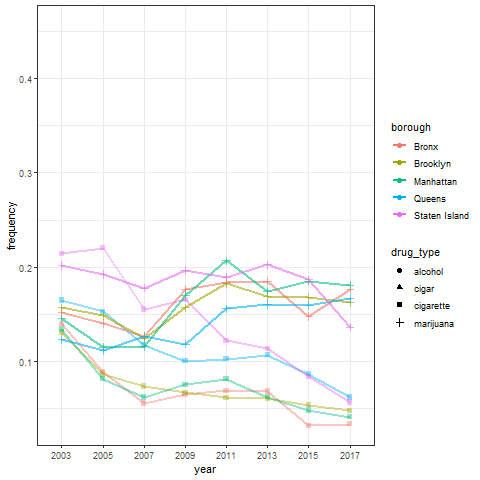 frequency
0.4
0.3
0.2
0.1
2003 2005 2007 2009 2011 2013 2015 2017
year
borough
Bronx
Brooklyn
Manhattan
Queens
Staten Island
drug_type
alcohol
cigar
cigarette
marijuana